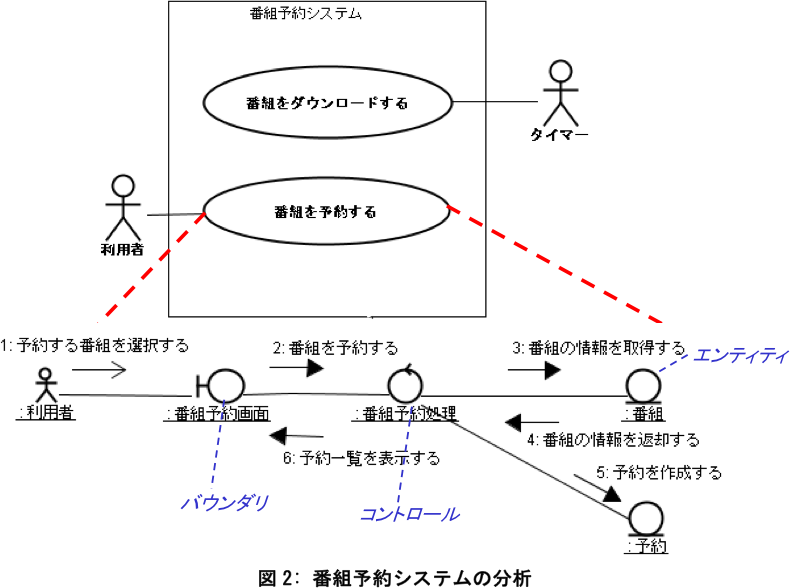 番組予約システム
番組をダウンロードする
タイマー
番組を予約する
利用者
1: 予約する番組を選択する
2: 番組を予約する
3: 番組の情報を取得する
エンティティ
: 利用者
: 番組予約画面
: 番組予約処理
: 番組
4: 番組の情報を返却する
6: 予約一覧を表示する
5: 予約を作成する
バウンダリ
コントロール
: 予約
図 2: 番組予約システムの分析